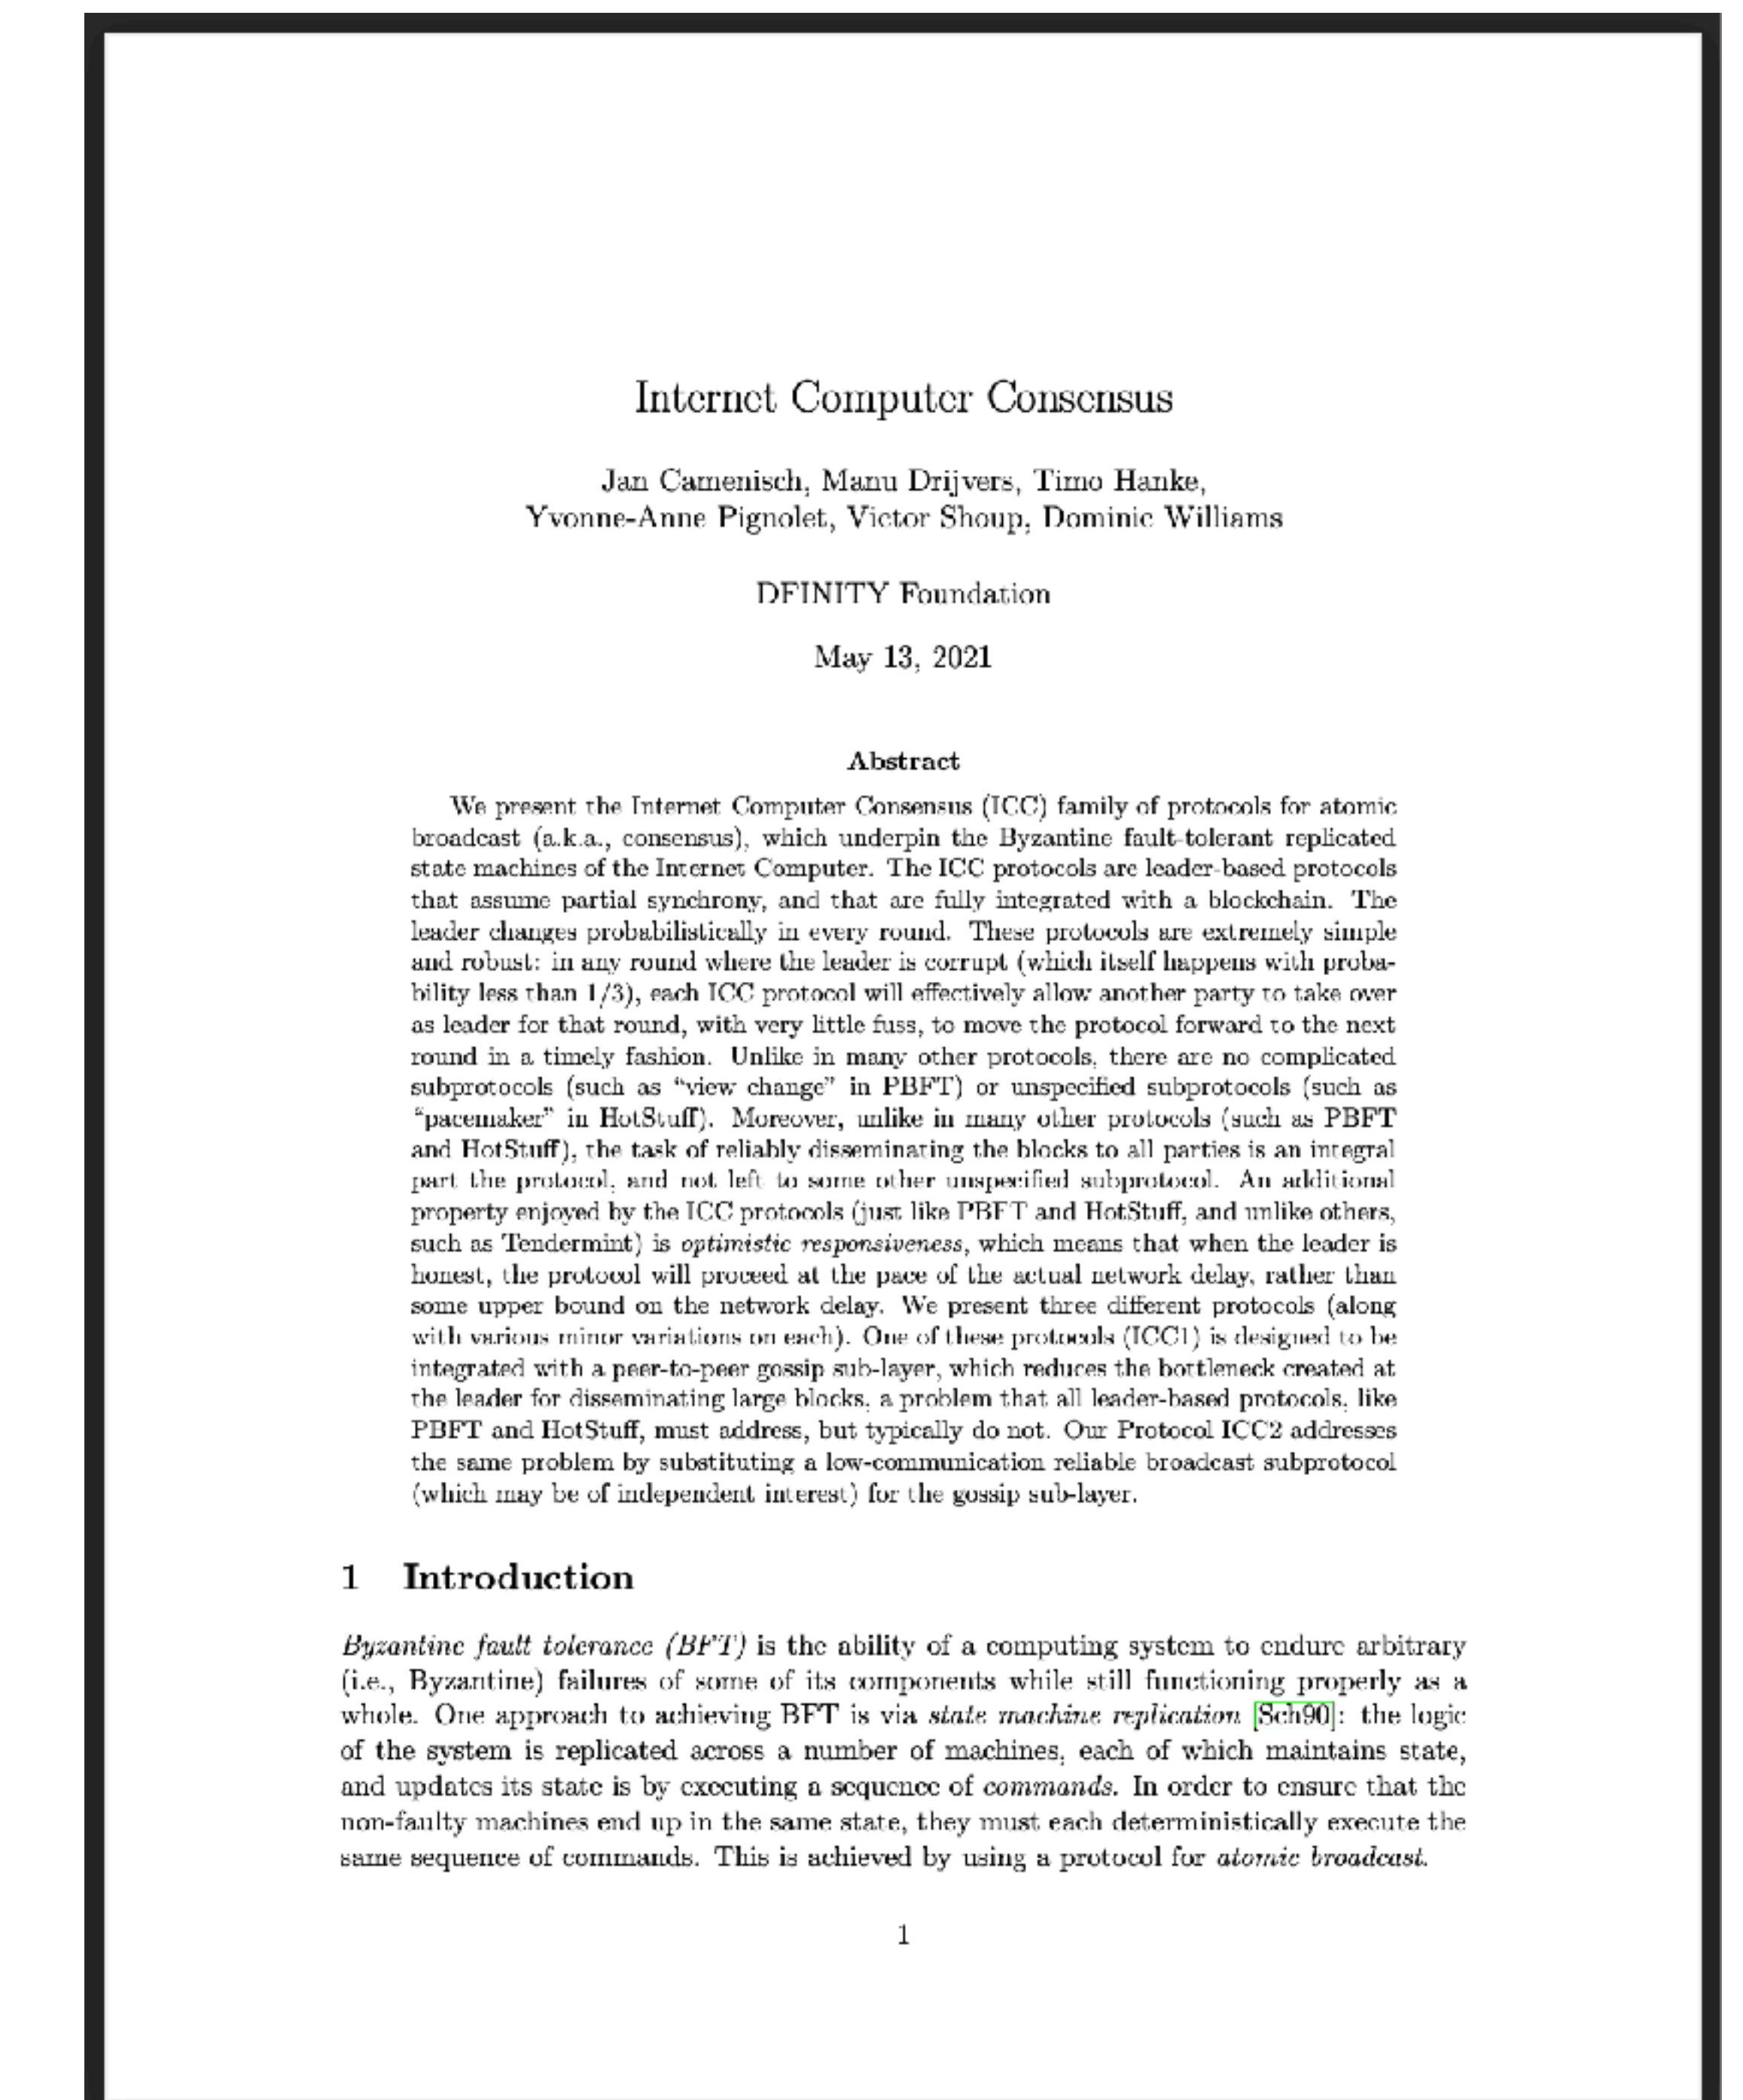 Internet Computer Consensus
Jan Camenisch, Manu Drijvers, Timo Hanke,
Yvonne-Anne Pignolet, Victor Shoup, Dominic Williams
DFINITY Foundation
May 13, 2021
Abstract
We present the Internet Computer Consensus (ICC) family of protocols for atomic
broadcast (a.k.a., consensus), which underpin the Byzantine fault-tolerant replicated
state machines of the Internet Computer. The ICC protocols are leader-based protocols
that assume partial synchrony, and that are fully integrated with a blockchain. The
leader changes probabilistically in every round. These protocols are extremely simple
and robust: in any round where the leader is corrupt (which itself happens with proba-
bility less than 1/3), each ICC protocol will effectively allow another party to take over
as leader for that round, with very little fuss, to move the protocol forward to the next
round in a timely fashion. Unlike in many other protocols, there are no complicated
subprotocols (such as “view change” in PBFT) or unspecified subprotocols (such as
“pacemaker” in HotStuff). Moreover, unlike in many other protocols (such as PBFT
and HotStuff), the task of reliably disseminating the blocks to all parties is an integral
part the protocol, and not left to some other unspecified subprotocol. An additional
property enjoyed by the ICC protocols (just like PBFT and HotStuff, and unlike others,
such as Tendermint) is optimistic responsiveness, which means that when the leader is
honest, the protocol will proceed at the pace of the actual network delay, rather than
some upper bound on the network delay. We present three different protocols (along
with various minor variations on each). One of these protocols (ICC1) is designed to be
integrated with a peer-to-peer gossip sub-layer, which reduces the bottleneck created at
the leader for disseminating large blocks, a problem that all leader-based protocols, like
PBFT and HotStuff, must address, but typically do not. Our Protocol ICC2 addresses
the same problem by substituting a low-communication reliable broadcast subprotocol
(which may be of independent interest) for the gossip sub-layer.
1 Introduction
Byzantine fault tolerance (BFT) is the ability of a computing system to endure arbitrary
(i.e., Byzantine) failures of some of its components while still functioning properly as a
whole. One approach to achieving BFT is via state machine replication [Sch90]: the logic
of the system is replicated across a number of machines, each of which maintains state,
and updates its state is by executing a sequence of commands. In order to ensure that the
non-faulty machines end up in the same state, they must each deterministically execute the
same sequence of commands. This is achieved by using a protocol for atomic broadcast.
1